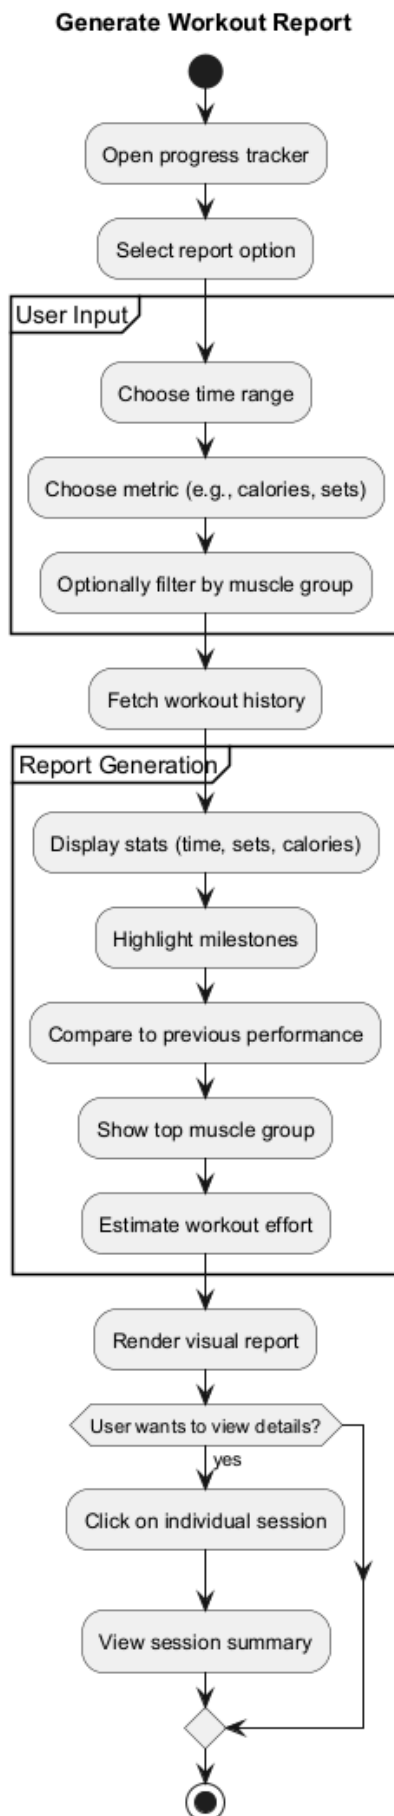 Generate Workout Report
Open progress tracker
Select report option
User Input
Choose time range
Choose metric (e.g., calories, sets)
Optionally filter by muscle group
Fetch workout history
Report Generation
Display stats (time, sets, calories)
Highlight milestones
Compare to previous performance
Show top muscle group
Estimate workout effort
Render visual report
User wants to view details?
yes
Click on individual session
View session summary